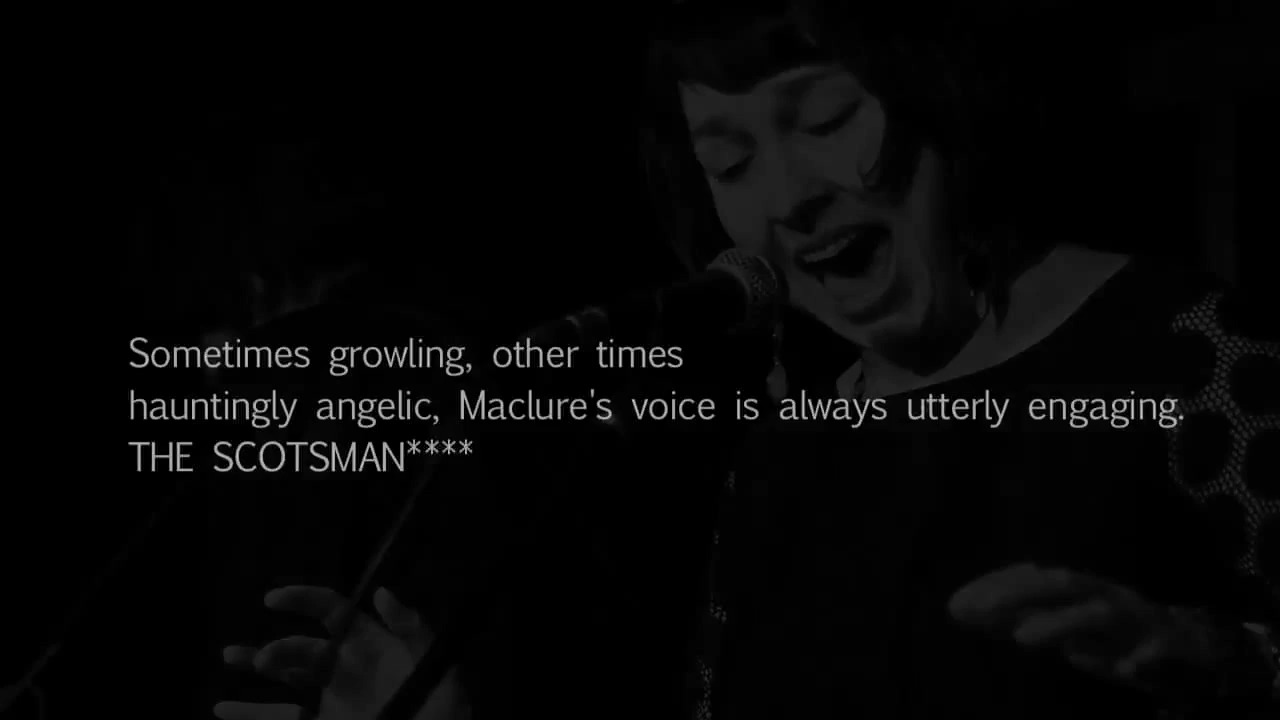 Sometimes growling, other times
hauntingly angelic, Maclure's voice is always utterly engaging.
THE SCOTSMAN****